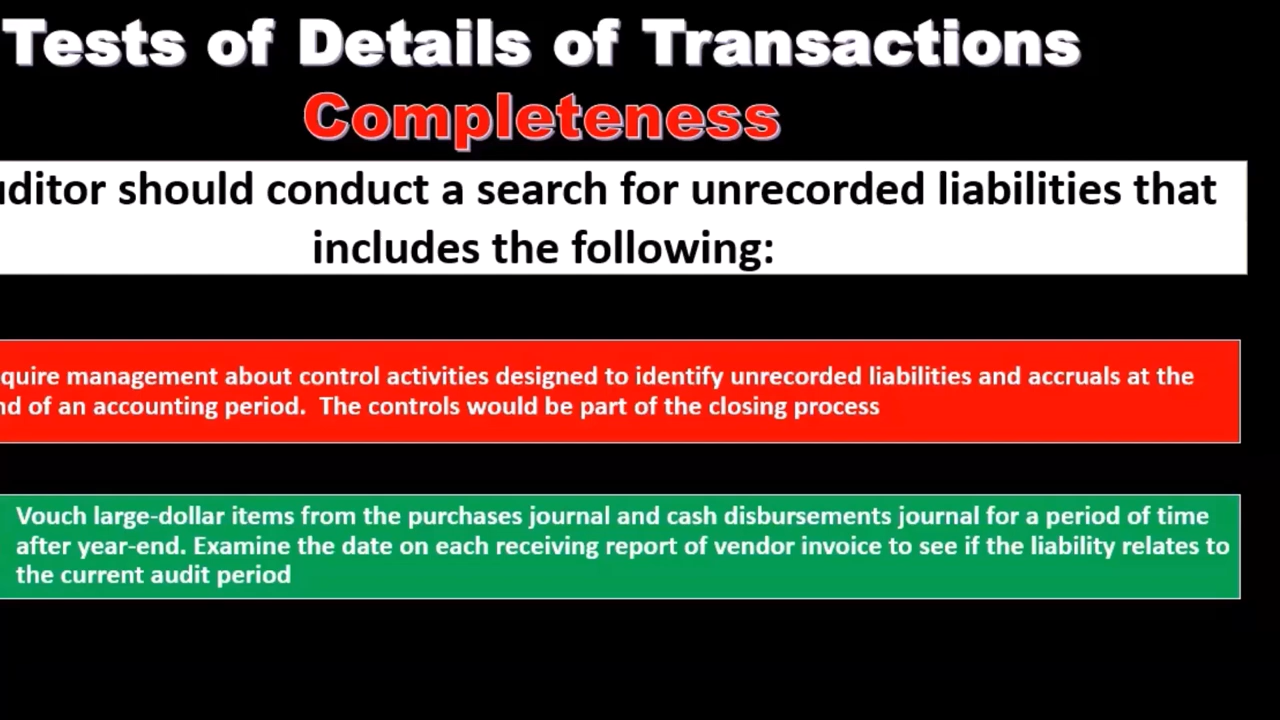 Tests of Details of Transactions
Completeness
should conduct a search for unrecorded liabilities that
includes the following:
management about control activities designed to identify unrecorded liabilities and accruals at the
of an accounting period. The controls would be part of the closing process
Vouch large-dollar items from the purchases journal and cash disbursements journal for a period of time
after year-end. Examine the date on each receiving report of vendor invoice to see if the liability relates to
the current audit period